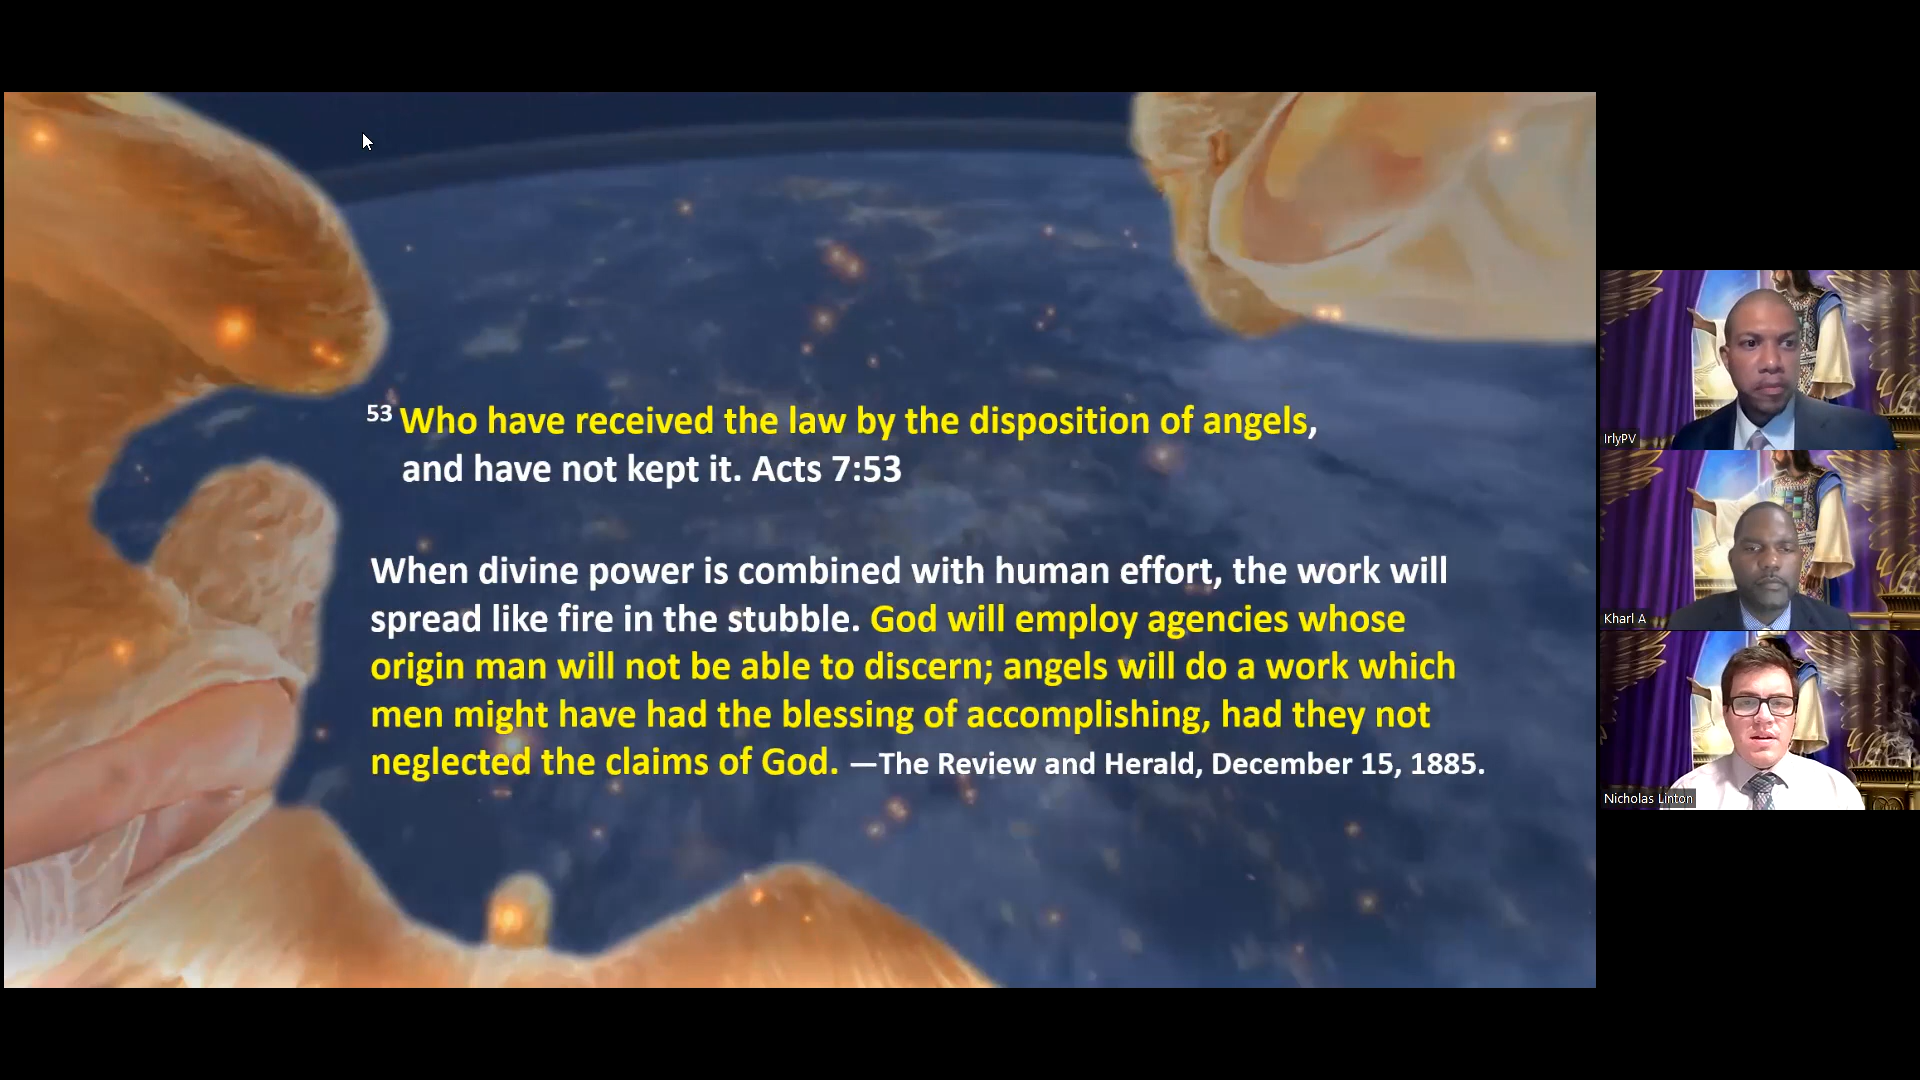 53 Who have received the law by the disposition of angels,
and have not kept it. Acts 7:53
When divine power is combined with human effort, the work will
spread like fire in the stubble. God will employ agencies whose
origin man will not be able to discern; angels will do a work which
men might have had the blessing of accomplishing, had they not
neglected the claims of God. —The Review and Herald, December 15, 1885.
IrlyPV
Kharl A
Nicholas Linton